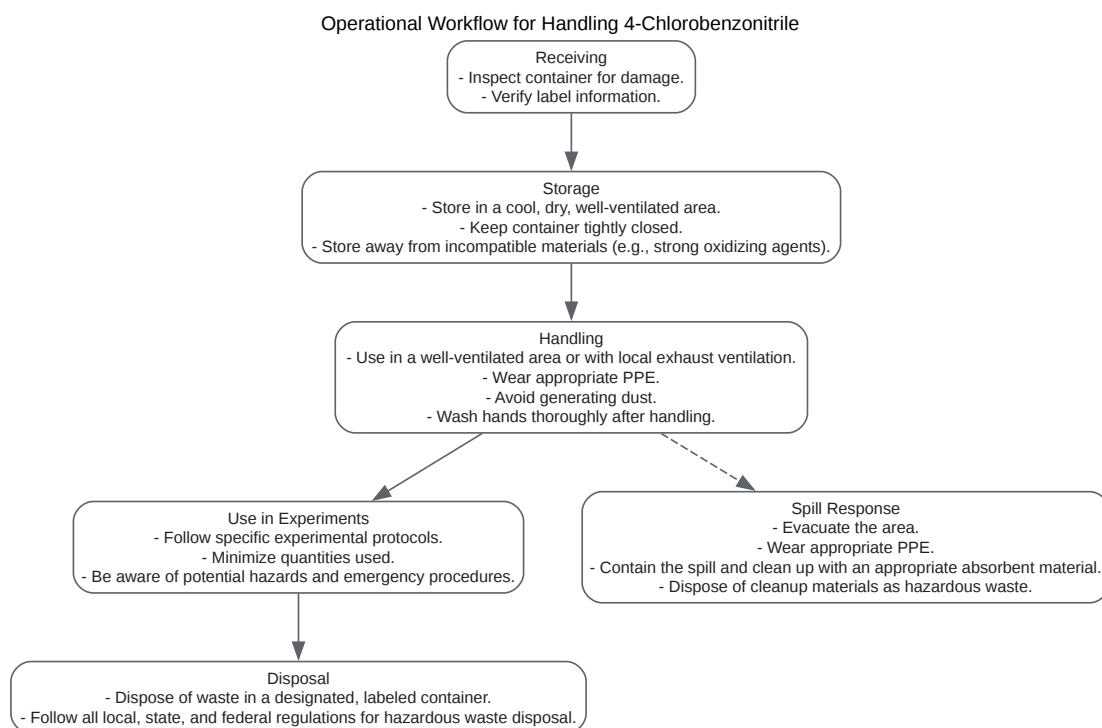 Operational Workflow for Handling 4-Chlorobenzonitrile
Receiving
- Inspect container for damage.
- Verify label information.
Storage
- Store in a cool, dry, well-ventilated area.
- Keep container tightly closed.
- Store away from incompatible materials (e.g., strong oxidizing agents).
Handling
- Use in a well-ventilated area or with local exhaust ventilation.
- Wear appropriate PPE.
- Avoid generating dust.
- Wash hands thoroughly after handling.
Use in Experiments
- Follow specific experimental protocols.
- Minimize quantities used.
- Be aware of potential hazards and emergency procedures.
Spill Response
- Evacuate the area.
- Wear appropriate PPE.
- Contain the spill and clean up with an appropriate absorbent material.
- Dispose of cleanup materials as hazardous waste.
Disposal
- Dispose of waste in a designated, labeled container.
- Follow all local, state, and federal regulations for hazardous waste disposal.